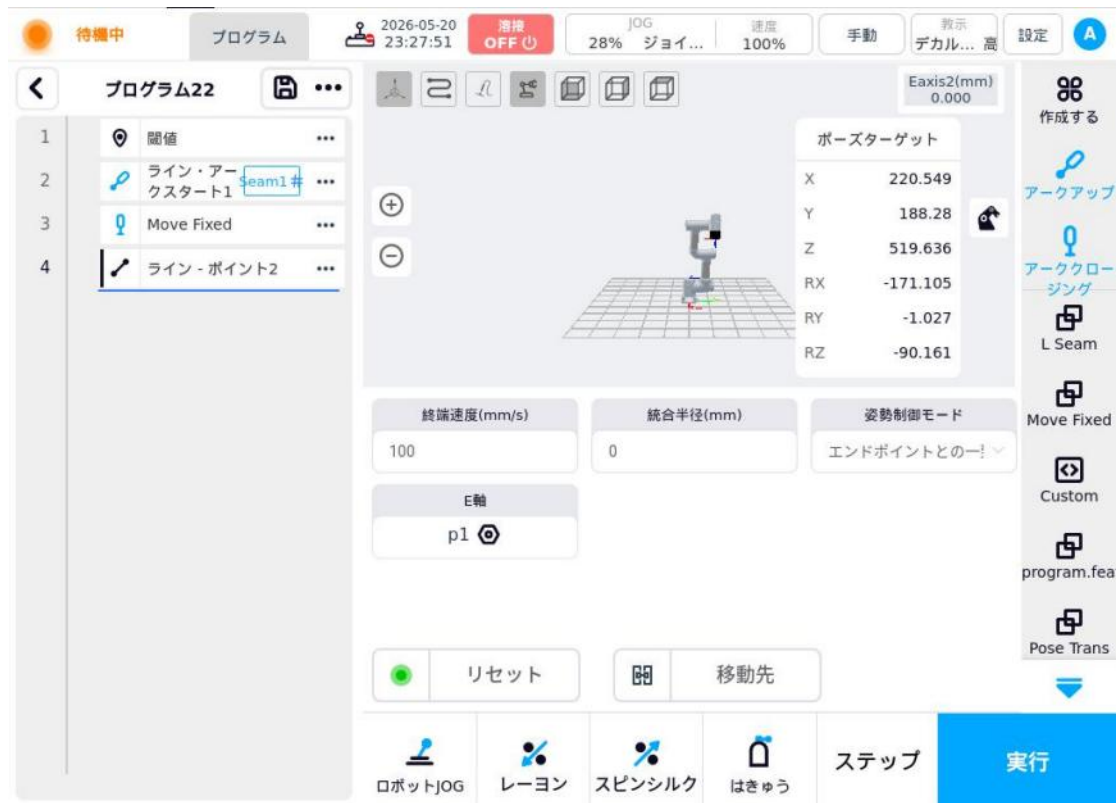 待機中
プログラム
2026-05-20
23:27:51
溶接
OFF
JOG
28% ジョイ...
速度
100%
手動
教示
デカル... 高
設定
A
プログラム22
1 閾値
2 ライン・アー
クスタート1
Seam1
3 Move Fixed
4 ライン - ポイント2
Eaxis2(mm)
0.000
ポーズターゲット
X 220.549
Y 188.28
Z 519.636
RX -171.105
RY -1.027
RZ -90.161
終端速度(mm/s)
100
統合半径(mm)
0
姿勢制御モード
エンドポイントとの一
E軸
p1
リセット
移動先
ロボットJOG
レーヨン
スピンシルク
はきゅう
ステップ
実行
作成する
アークアップ
アーククロー
ジング
L Seam
Move Fixed
Custom
program.fea
Pose Trans